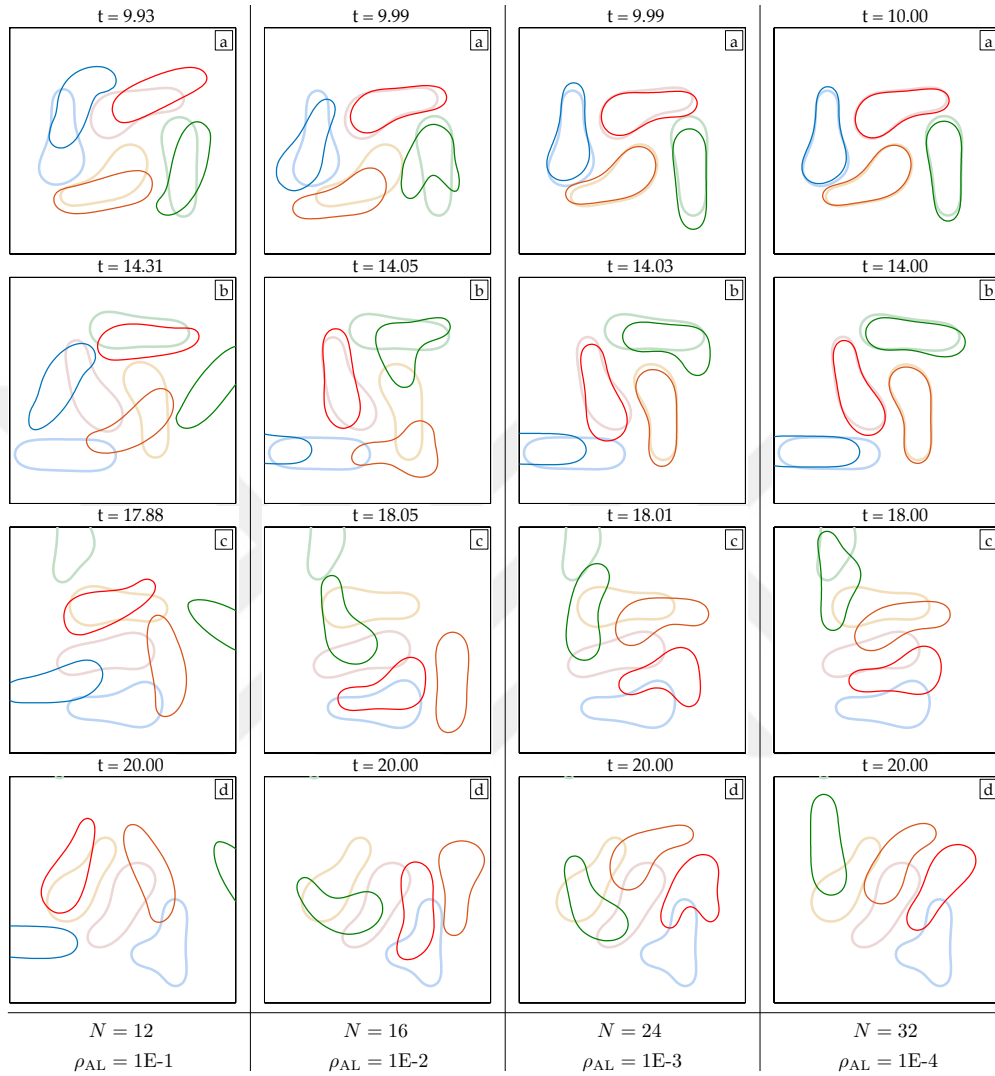 t = 9.93 t = 9.99 t = 9.99 t = 10.00
a a a a
t = 14.31 t = 14.05 t = 14.03 t = 14.00
b b b b
t = 17.88 t = 18.05 t = 18.01 t = 18.00
c c c c
t = 20.00 t = 20.00 t = 20.00 t = 20.00
d d d d
N = 12 N = 16 N = 24 N = 32
ρAL = 1E-1 ρAL = 1E-2 ρAL = 1E-3 ρAL = 1E-4